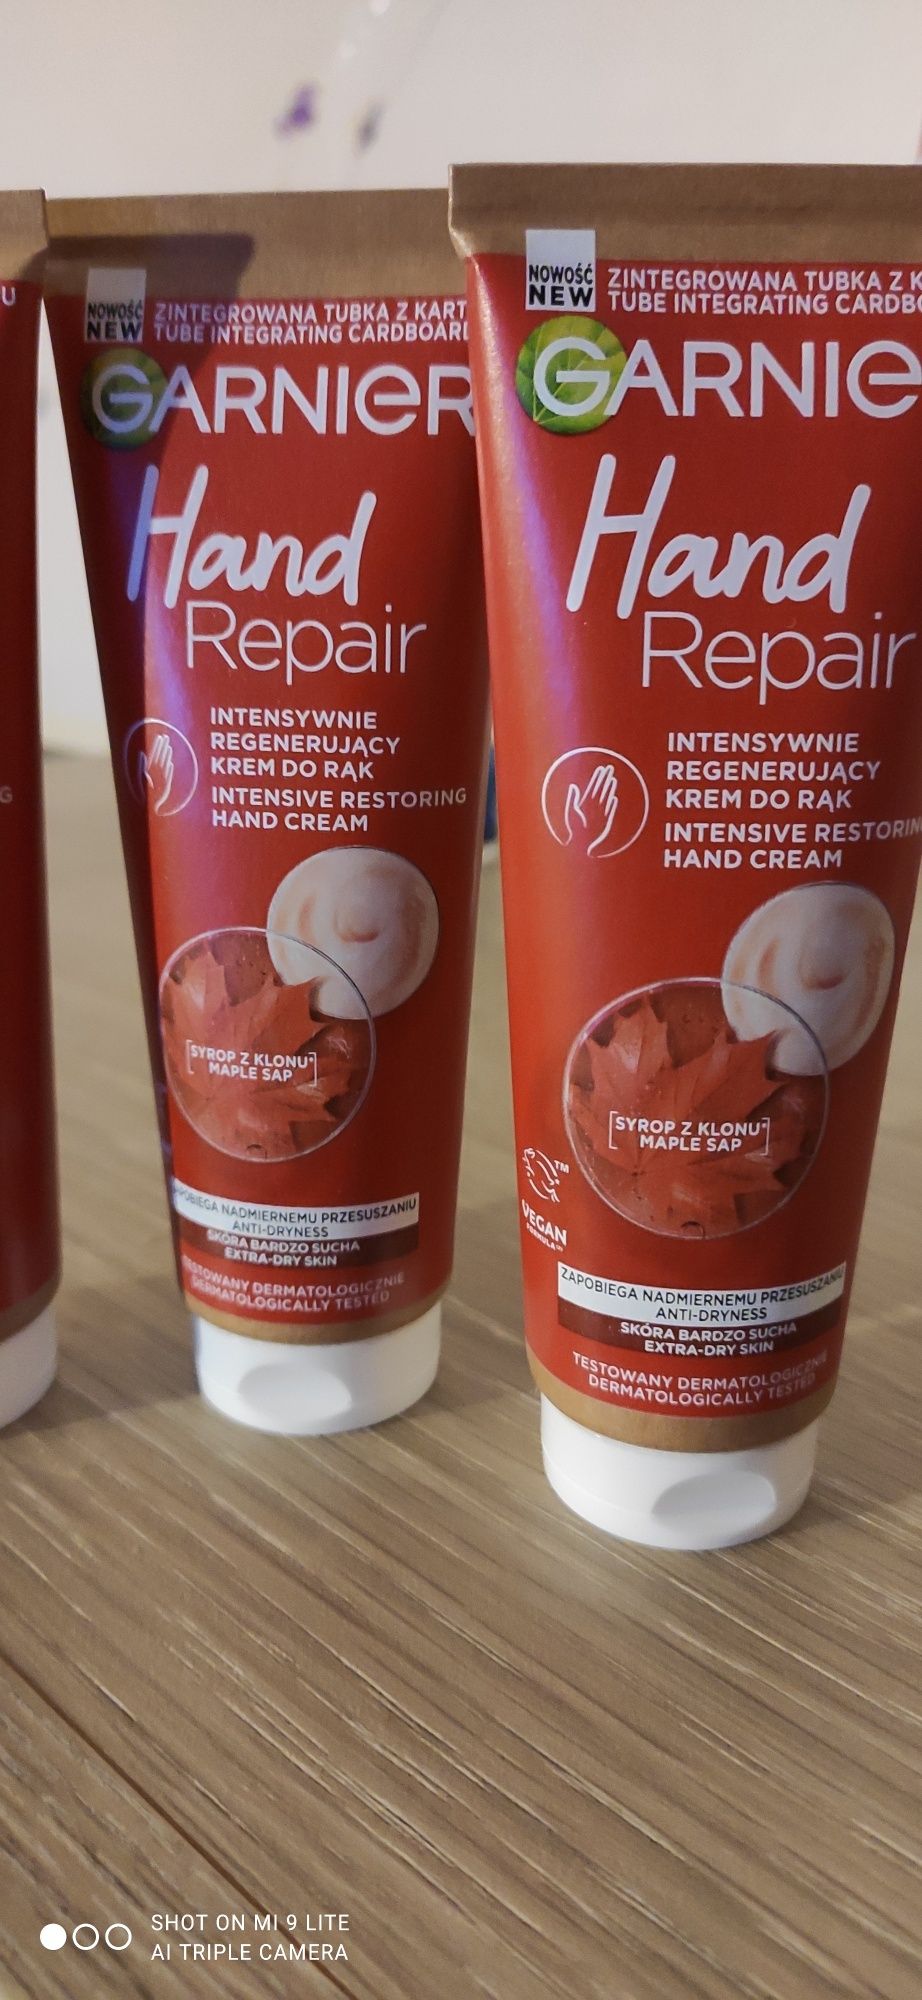 U
G
NOWOŚĆ
NEW
ZINTEGROWANA TUBKA Z KART
TUBE INTEGRATING CARDBOARD
GARNIER
Hand
Repair
INTENSYWNIE
REGENERUJĄCY
KREM DO RĄK
INTENSIVE RESTORING
HAND CREAM
[SYROP Z KLONU*
MAPLE SAP]
ZAPOBIEGA NADMIERNEMU PRZESUSZANIU
ANTI-DRYNESS
SKÓRA BARDZO SUCHA
EXTRA-DRY SKIN
TESTOWANY DERMATOLOGICZNIE
DERMATOLOGICALLY TESTED
NOWOŚĆ
NEW
ZINTEGROWANA TUBKA Z K
TUBE INTEGRATING CARDB
GARNIE
Hand
Repair
INTENSYWNIE
REGENERUJĄCY
KREM DO RĄK
INTENSIVE RESTORING
HAND CREAM
[SYROP Z KLONU*
MAPLE SAP]
TM
VEGAN
FORMULA
ZAPOBIEGA NADMIERNEMU PRZESUSZANIU
ANTI-DRYNESS
SKÓRA BARDZO SUCHA
EXTRA-DRY SKIN
TESTOWANY DERMATOLOGICZNIE
DERMATOLOGICALLY TESTED
SHOT ON MI 9 LITE
AI TRIPLE CAMERA